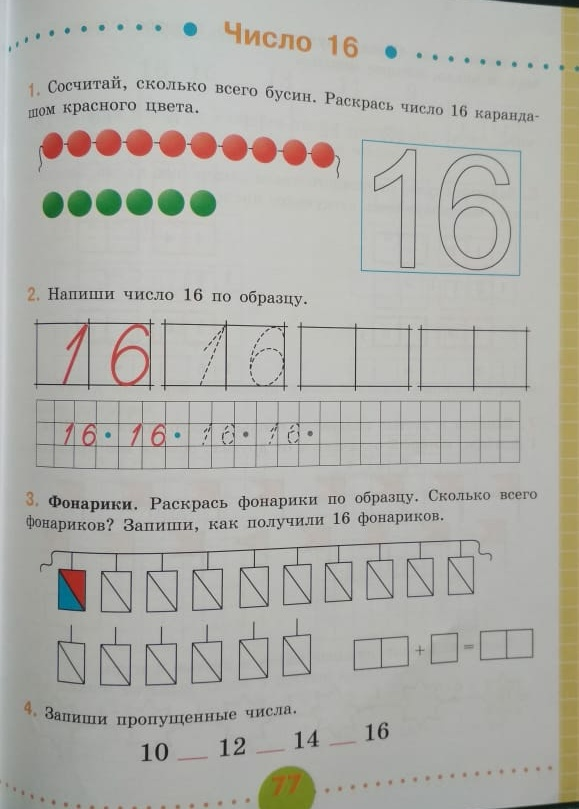 Число 16
1. Сосчитай, сколько всего бусин. Раскрась число 16 каранда-
шом красного цвета.
16
2. Напиши число 16 по образцу.
16 16
16 · 16 · 16 · 16 ·
3. Фонарики. Раскрась фонарики по образцу. Сколько всего
фонариков? Запиши, как получили 16 фонариков.
+ =
4. Запиши пропущенные числа.
10 __ 12 __ 14 __ 16
77